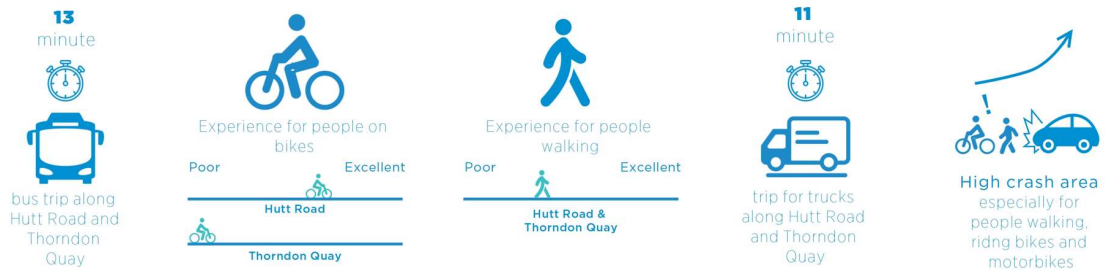 13
minute
bus trip along
Hutt Road and
Thorndon
Quay
Experience for people on
bikes
Poor Excellent
Hutt Road
Thorndon Quay
Experience for people
walking
Poor Excellent
Hutt Road &
Thorndon Quay
11
minute
trip for trucks
along Hutt Road
and Thorndon
Quay
!
High crash area
especially for
people walking,
ridng bikes and
motorbikes